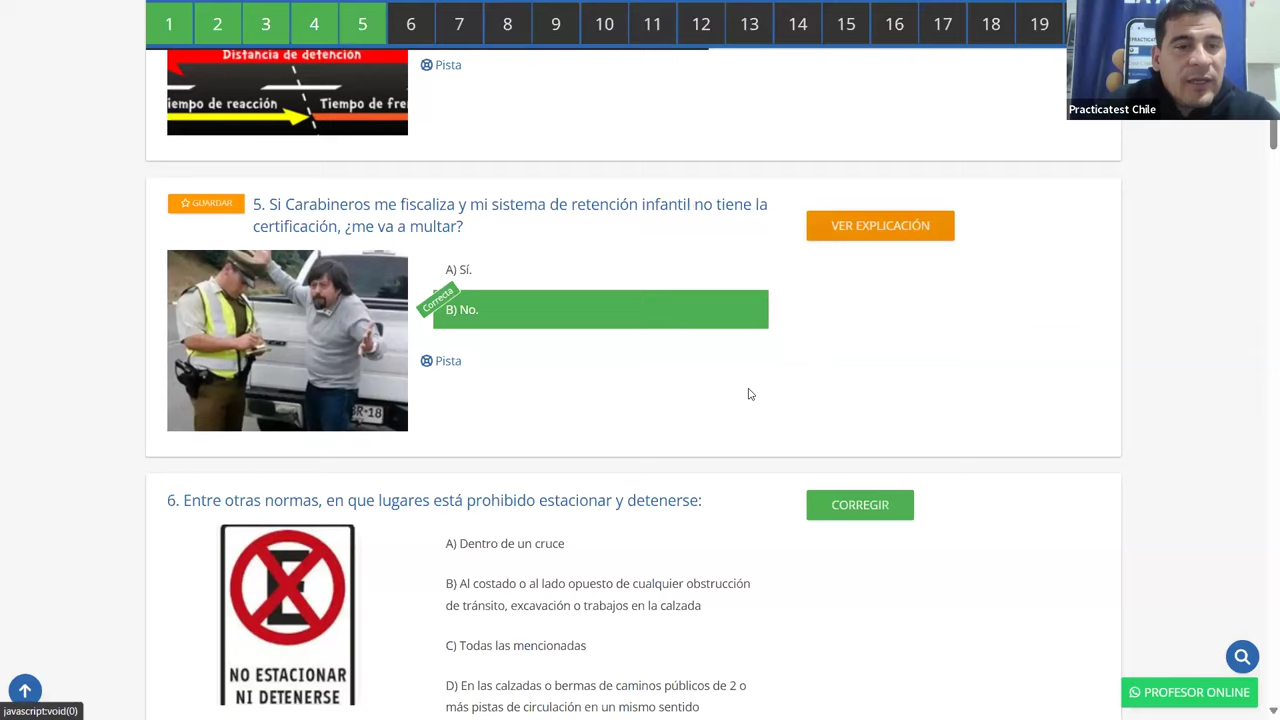 1 2 3 4 5 6 7 8 9 10 11 12 13 14 15 16 17 18 19
Practicatest Chile
Distancia de detención
iempo de reacción Tiempo de fre
Pista
GUARDAR
5. Si Carabineros me fiscaliza y mi sistema de retención infantil no tiene la
certificación, ¿me va a multar?
VER EXPLICACIÓN
A) Sí.
Correcta
B) No.
Pista
BR-18
6. Entre otras normas, en que lugares está prohibido estacionar y detenerse:
CORREGIR
E
NO ESTACIONAR
NI DETENERSE
A) Dentro de un cruce
B) Al costado o al lado opuesto de cualquier obstrucción
de tránsito, excavación o trabajos en la calzada
C) Todas las mencionadas
D) En las calzadas o bermas de caminos públicos de 2 o
más pistas de circulación en un mismo sentido
PROFESOR ONLINE
javascript:void(0)